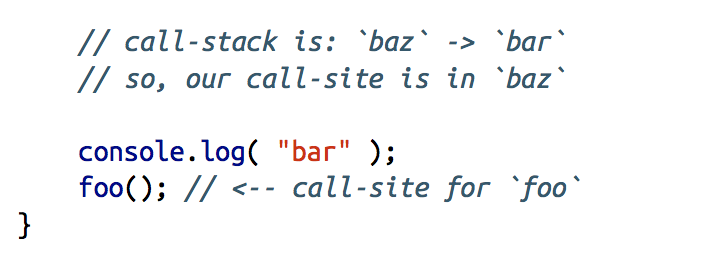 // call-stack is: `baz` -> `bar`
// so, our call-site is in `baz`
console.log( "bar" );
foo(); // <-- call-site for `foo`
}